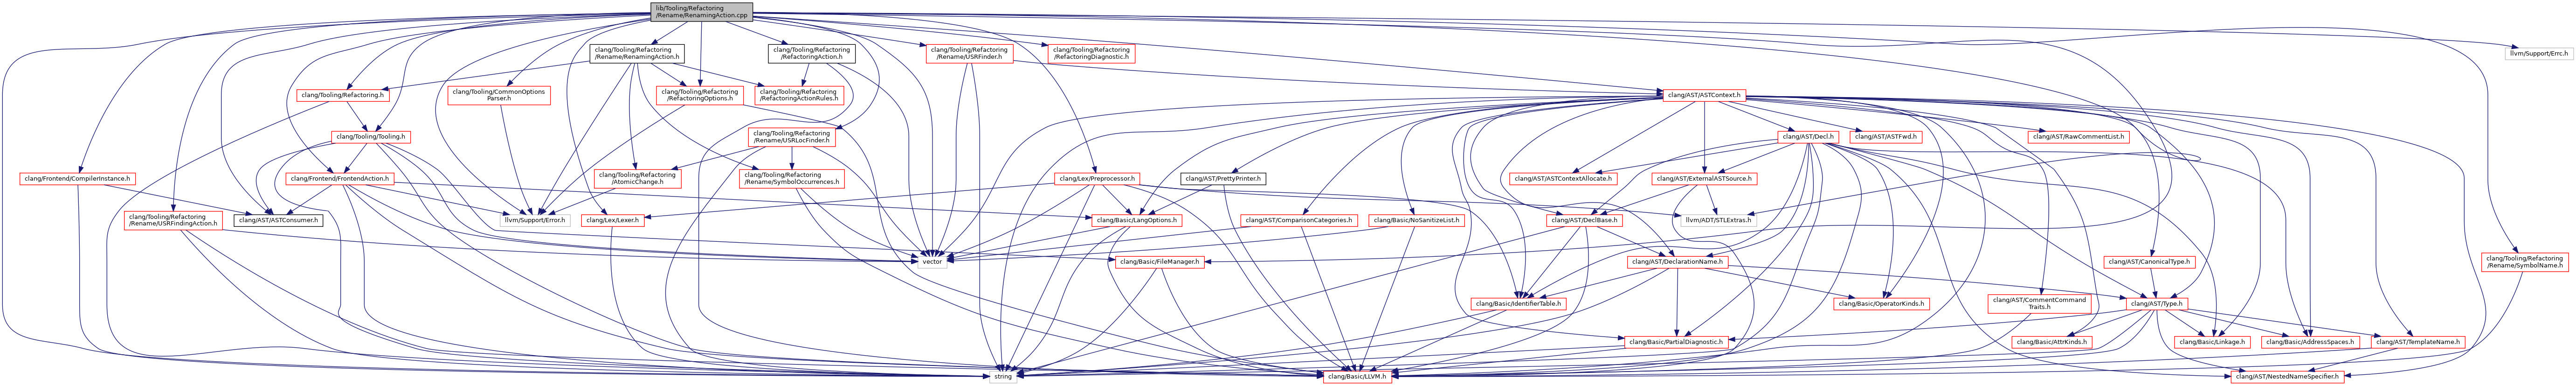 lib/Tooling/Refactoring
/Rename/RenamingAction.cpp
clang/Tooling/Refactoring
/Rename/RenamingAction.h
clang/Tooling/Refactoring
/RefactoringAction.h
clang/Tooling/Refactoring
/Rename/USRFinder.h
clang/Tooling/Refactoring
/RefactoringDiagnostic.h
llvm/Support/Errc.h
clang/Tooling/Refactoring.h
clang/Tooling/CommonOptions
Parser.h
clang/Tooling/Refactoring
/RefactoringOptions.h
clang/Tooling/Refactoring
/RefactoringActionRules.h
clang/AST/ASTContext.h
clang/Tooling/Tooling.h
clang/Tooling/Refactoring
/Rename/USRLocFinder.h
clang/AST/Decl.h
clang/AST/ASTFwd.h
clang/AST/RawCommentList.h
clang/Frontend/CompilerInstance.h
clang/Frontend/FrontendAction.h
clang/Tooling/Refactoring
/AtomicChange.h
clang/Tooling/Refactoring
/Rename/SymbolOccurrences.h
clang/Lex/Preprocessor.h
clang/AST/PrettyPrinter.h
clang/AST/ASTContextAllocate.h
clang/AST/ExternalASTSource.h
clang/Tooling/Refactoring
/Rename/USRFindingAction.h
clang/AST/ASTConsumer.h
llvm/Support/Error.h
clang/Lex/Lexer.h
clang/Basic/LangOptions.h
clang/AST/ComparisonCategories.h
clang/Basic/NoSanitizeList.h
clang/AST/DeclBase.h
llvm/ADT/STLExtras.h
vector
clang/Basic/FileManager.h
clang/AST/DeclarationName.h
clang/AST/CanonicalType.h
clang/Tooling/Refactoring
/Rename/SymbolName.h
clang/Basic/IdentifierTable.h
clang/Basic/OperatorKinds.h
clang/AST/CommentCommand
Traits.h
clang/AST/Type.h
clang/Basic/PartialDiagnostic.h
clang/Basic/AttrKinds.h
clang/Basic/Linkage.h
clang/Basic/AddressSpaces.h
clang/AST/TemplateName.h
string
clang/Basic/LLVM.h
clang/AST/NestedNameSpecifier.h